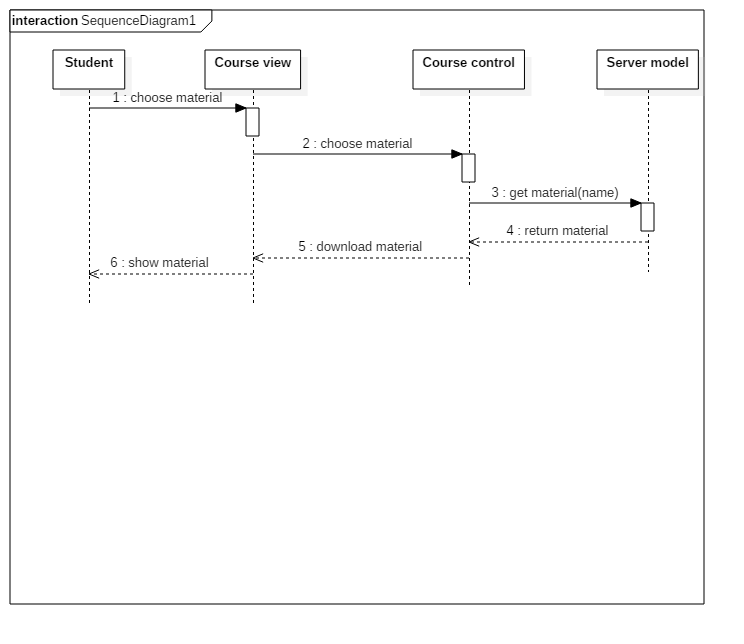 interaction SequenceDiagram1
Student
Course view
Course control
Server model
1 : choose material
2 : choose material
3 : get material(name)
4 : return material
5 : download material
6 : show material